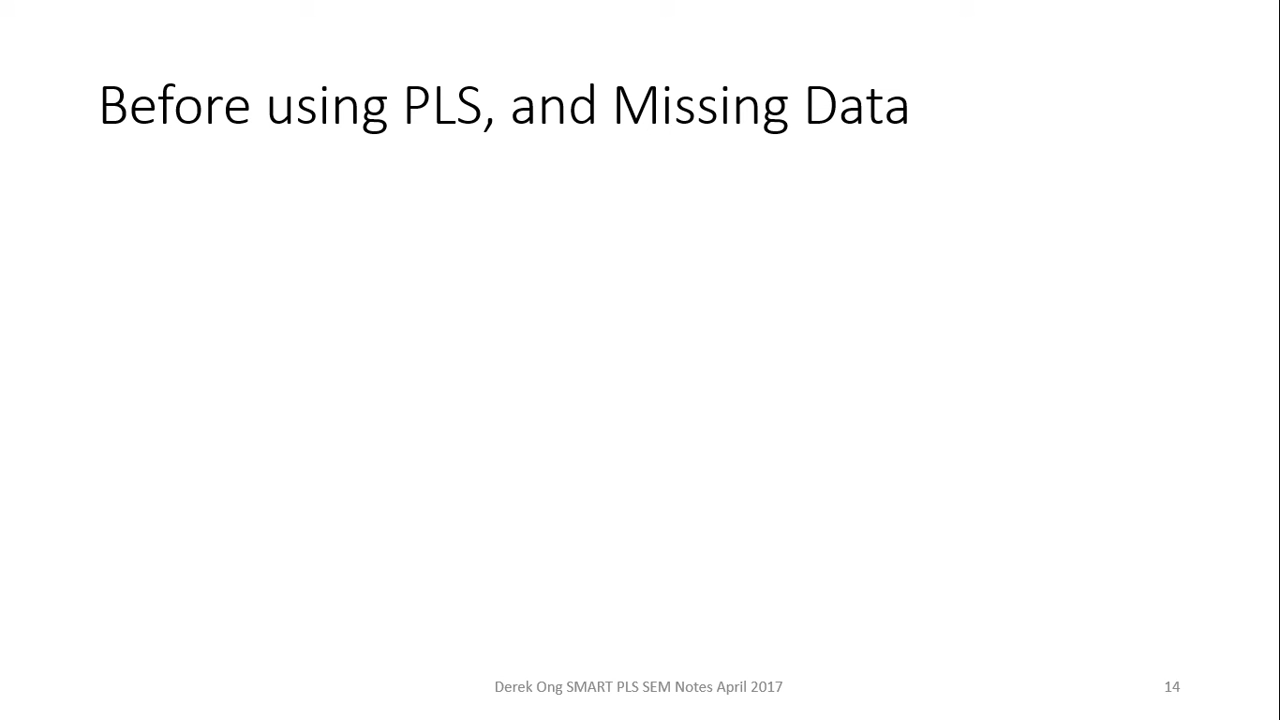 Before using PLS, and Missing Data
Derek Ong SMART PLS SEM Notes April 2017
14